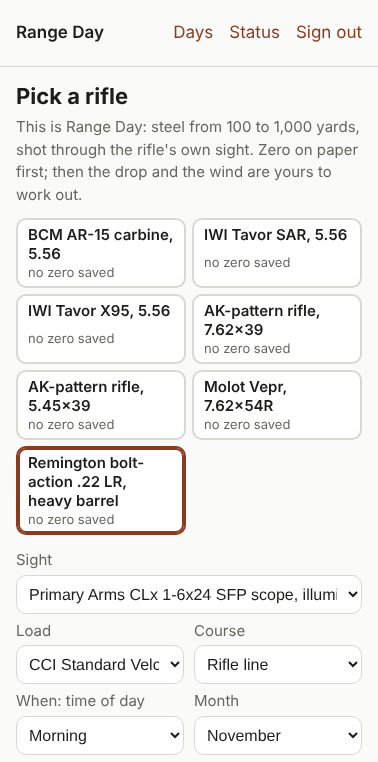 Range Day
Days Status Sign out
Pick a rifle
This is Range Day: steel from 100 to 1,000 yards,
shot through the rifle's own sight. Zero on paper
first; then the drop and the wind are yours to
work out.
BCM AR-15 carbine,
5.56
no zero saved
IWI Tavor SAR, 5.56
no zero saved
IWI Tavor X95, 5.56
no zero saved
AK-pattern rifle,
7.62×39
no zero saved
AK-pattern rifle,
5.45×39
no zero saved
Molot Vepr,
7.62×54R
no zero saved
Remington bolt-
action .22 LR,
heavy barrel
no zero saved
Sight
Primary Arms CLx 1-6x24 SFP scope, illumi
Load
CCI Standard Velc
Course
Rifle line
When: time of day
Morning
Month
November